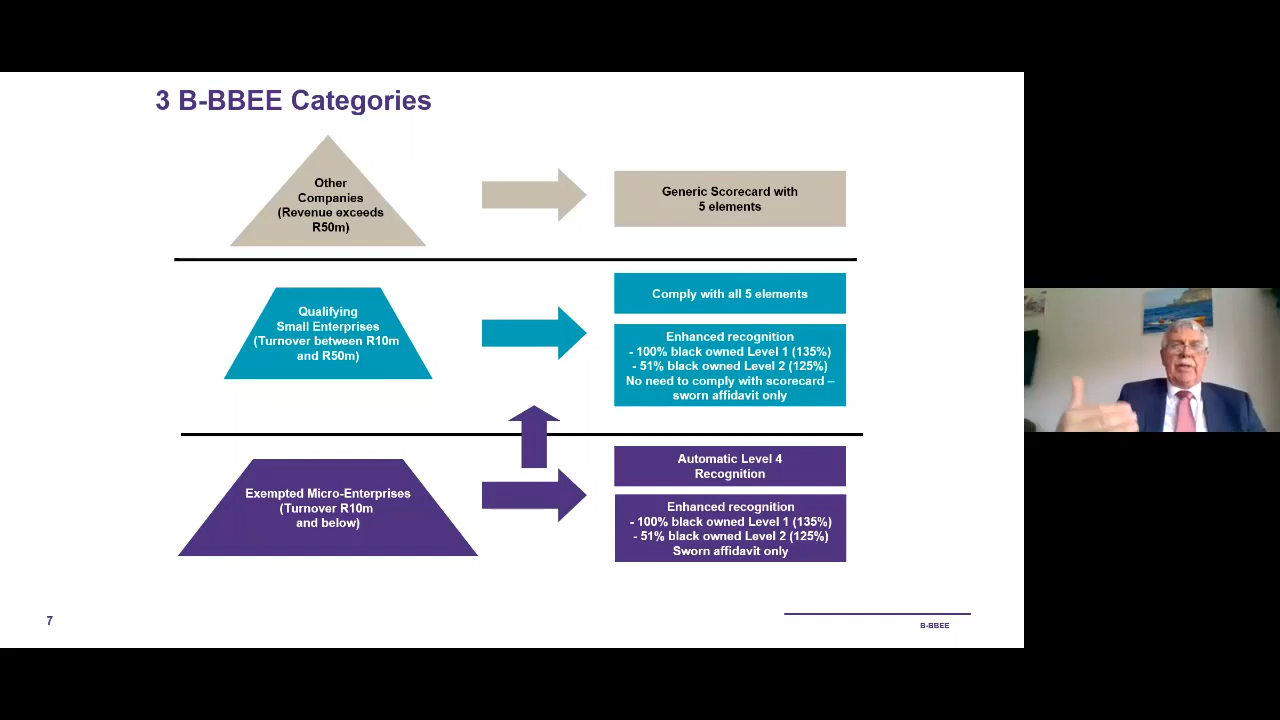 3 B-BBEE Categories
Other
Companies
(Revenue exceeds
R50m)
Generic Scorecard with
5 elements
Qualifying
Small Enterprises
(Turnover between R10m
and R50m)
Comply with all 5 elements
Enhanced recognition
- 100% black owned Level 1 (135%)
- 51% black owned Level 2 (125%)
No need to comply with scorecard –
sworn affidavit only
Exempted Micro-Enterprises
(Turnover R10m
and below)
Automatic Level 4
Recognition
Enhanced recognition
- 100% black owned Level 1 (135%)
- 51% black owned Level 2 (125%)
Sworn affidavit only
7
B-BBEE